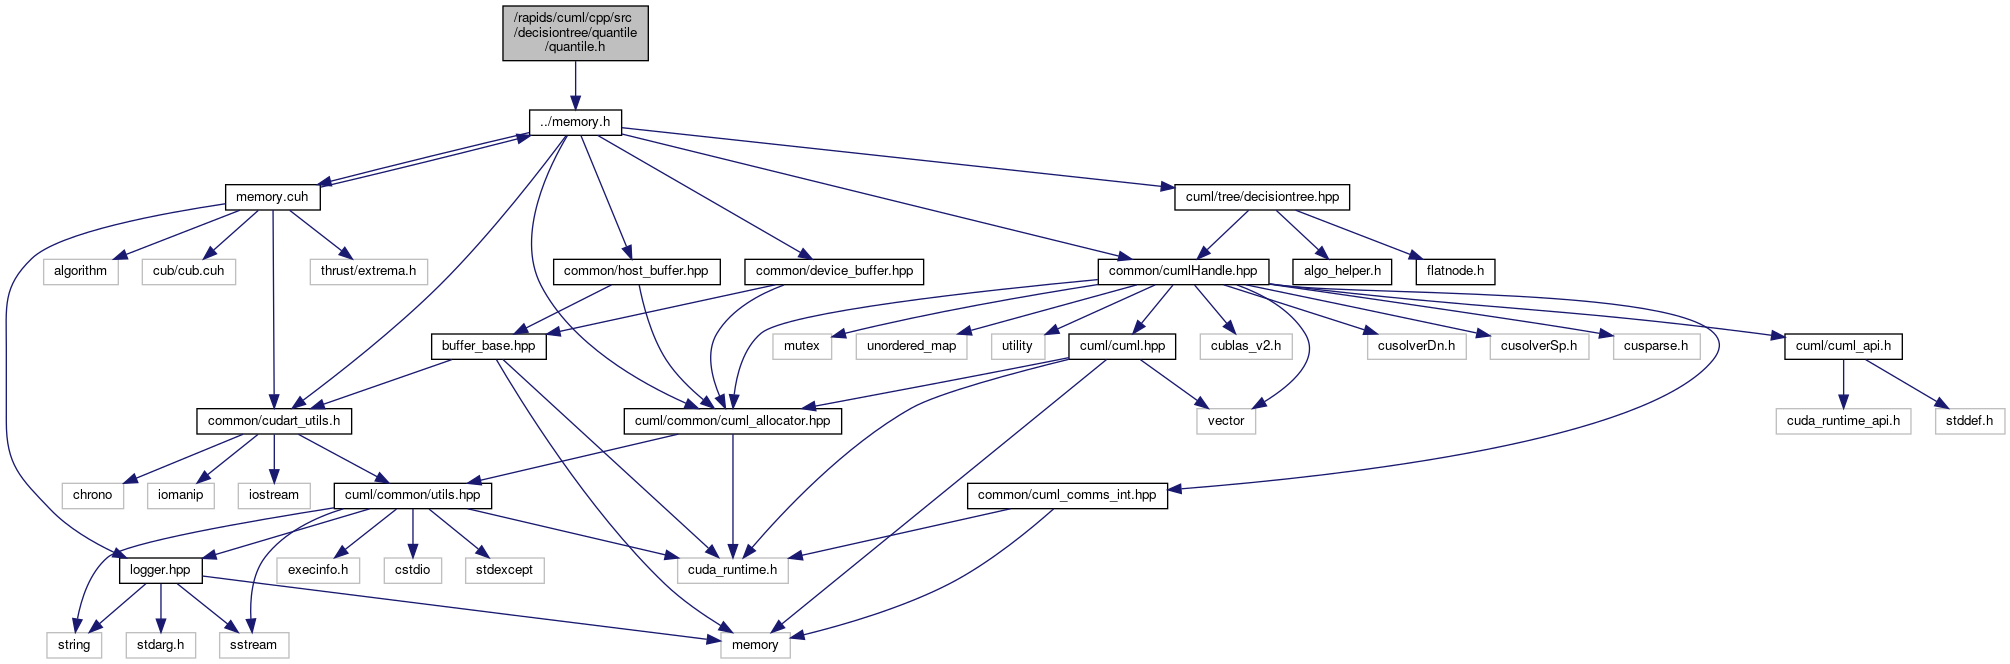 /rapids/cuml/cpp/src
/decisiontree/quantile
/quantile.h
../memory.h
memory.cuh
cuml/tree/decisiontree.hpp
algorithm
cub/cub.cuh
thrust/extrema.h
common/host_buffer.hpp
common/device_buffer.hpp
common/cumlHandle.hpp
algo_helper.h
flatnode.h
buffer_base.hpp
mutex
unordered_map
utility
cuml/cuml.hpp
cublas_v2.h
cusolverDn.h
cusolverSp.h
cusparse.h
cuml/cuml_api.h
common/cudart_utils.h
cuml/common/cuml_allocator.hpp
vector
cuda_runtime_api.h
stddef.h
chrono
iomanip
iostream
cuml/common/utils.hpp
common/cuml_comms_int.hpp
logger.hpp
execinfo.h
cstdio
stdexcept
cuda_runtime.h
string
stdarg.h
sstream
memory